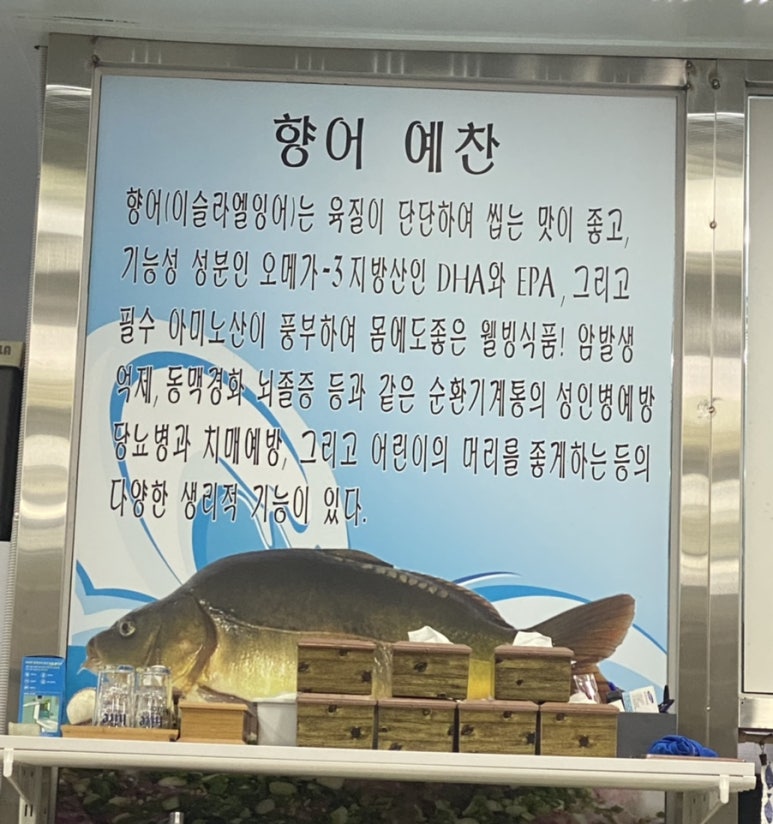 향어 예찬
향어(이슬라엘잉어)는 육질이 단단하여 씹는 맛이 좋고,
기능성 성분인 오메가-3지방산인 DHA와 EPA, 그리고
필수 아미노산이 풍부하여 몸에도좋은 웰빙식품! 암발생
억제, 동맥경화 뇌졸증 등과 같은 순환기계통의 성인병예방
당뇨병과 치매예방, 그리고 어린이의 머리를 좋게하는등의
다양한 생리적 기능이 있다.